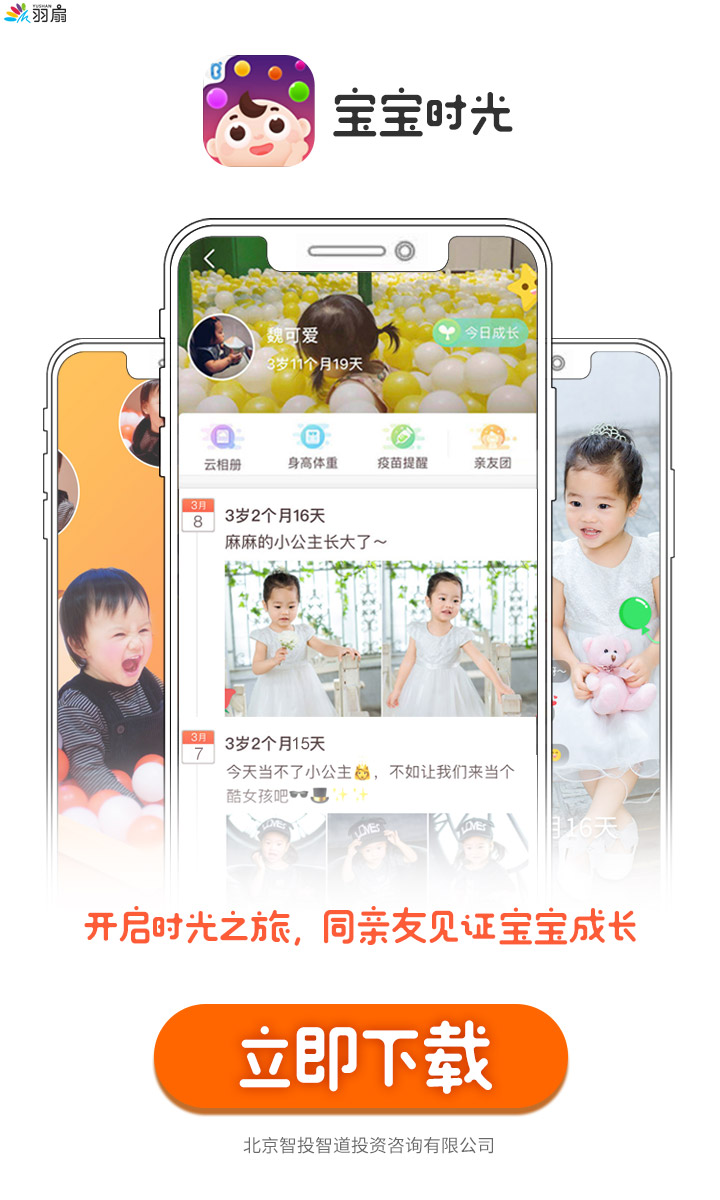 YUSHAN
羽扇
宝宝时光
魏可爱
3岁11个月19天
今日成长
云相册
身高体重
疫苗提醒
亲友团
3月
8
3岁2个月16天
麻麻的小公主长大了～
3月
7
3岁2个月15天
今天当不了小公主👸，不如让我们来当个
酷女孩吧🕶🎩✨✨
LOVES
LOVES
LOVES
月16天
开启时光之旅，同亲友见证宝宝成长
立即下载
北京智投智道投资咨询有限公司